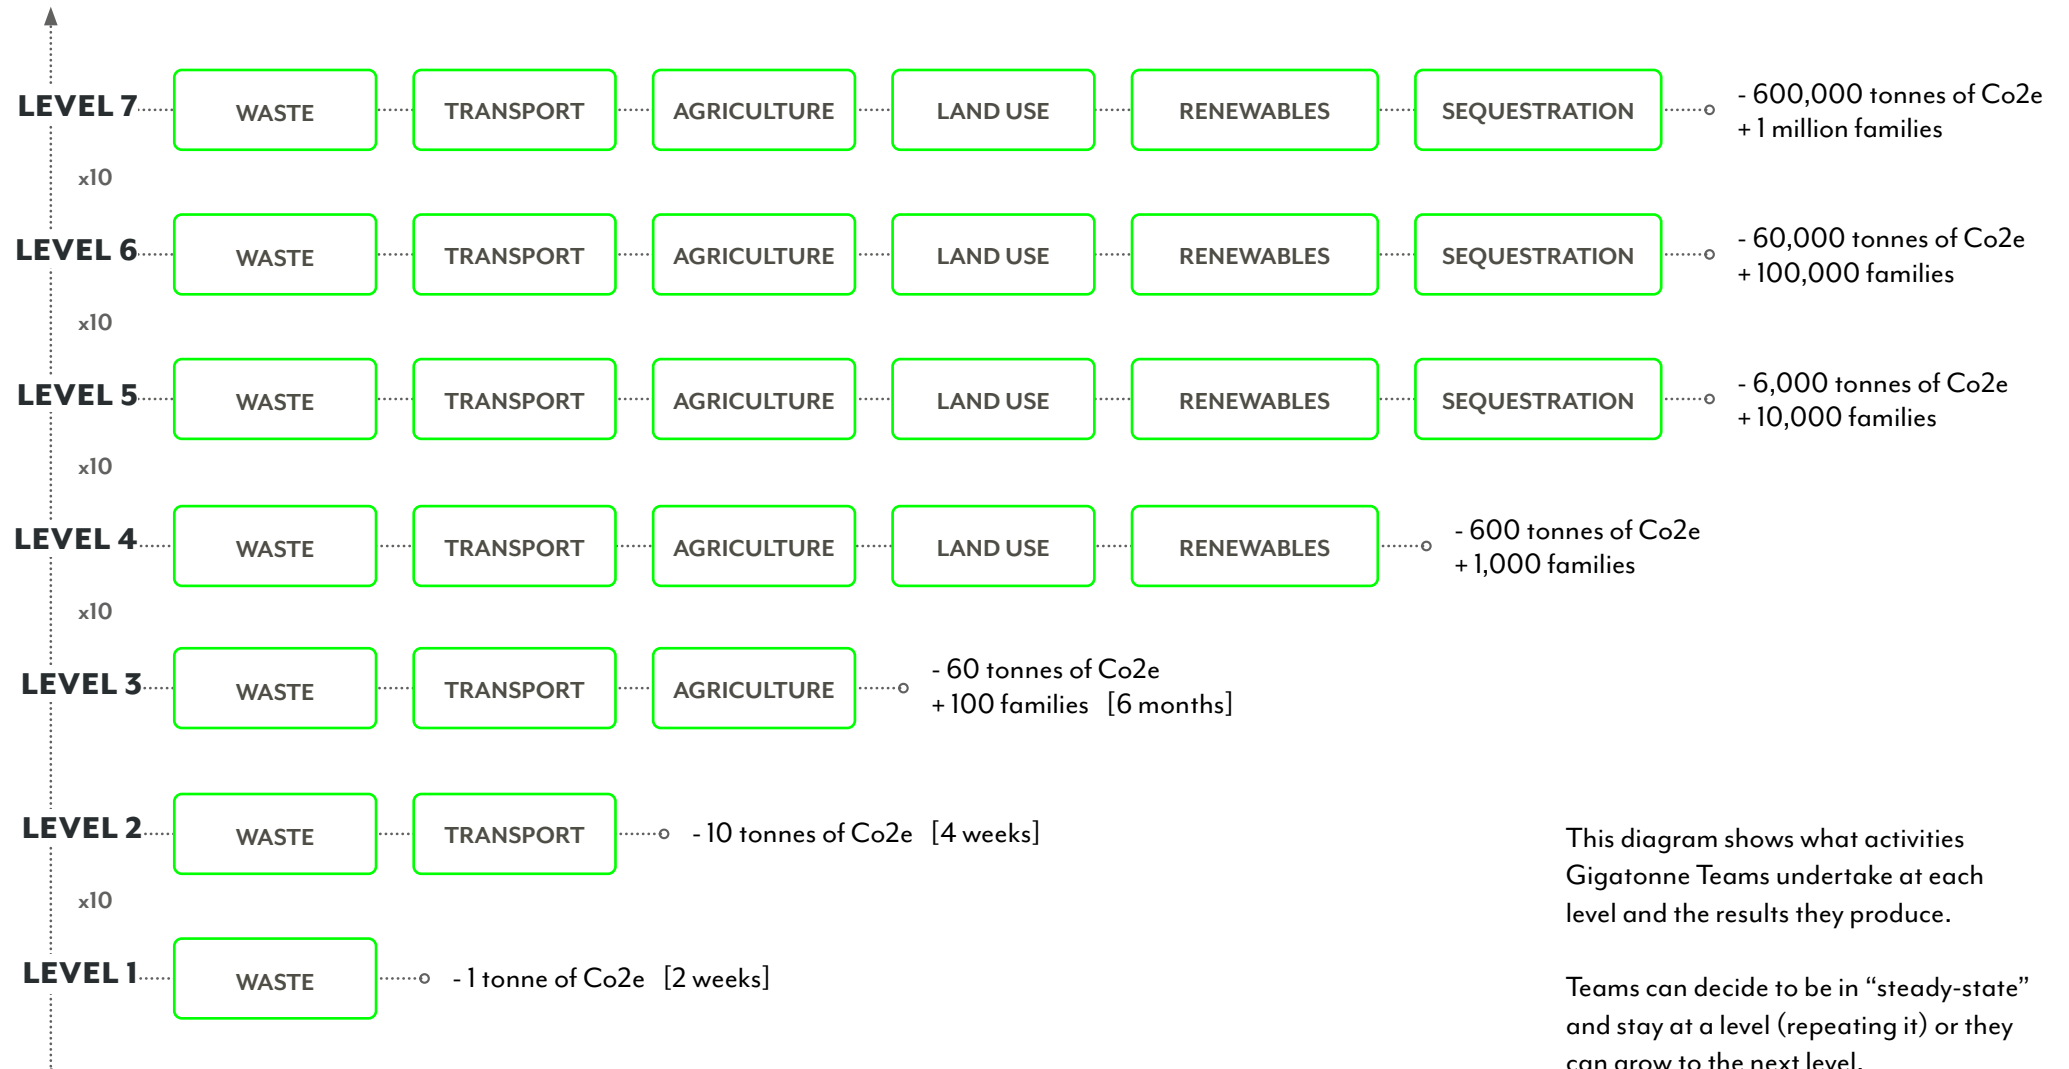 LEVEL 7 WASTE TRANSPORT AGRICULTURE LAND USE RENEWABLES SEQUESTRATION - 600,000 tonnes of Co2e
+ 1 million families
x10
LEVEL 6 WASTE TRANSPORT AGRICULTURE LAND USE RENEWABLES SEQUESTRATION - 60,000 tonnes of Co2e
+ 100,000 families
x10
LEVEL 5 WASTE TRANSPORT AGRICULTURE LAND USE RENEWABLES SEQUESTRATION - 6,000 tonnes of Co2e
+ 10,000 families
x10
LEVEL 4 WASTE TRANSPORT AGRICULTURE LAND USE RENEWABLES - 600 tonnes of Co2e
+ 1,000 families
x10
LEVEL 3 WASTE TRANSPORT AGRICULTURE - 60 tonnes of Co2e
+ 100 families [6 months]
LEVEL 2 WASTE TRANSPORT - 10 tonnes of Co2e [4 weeks]
x10
LEVEL 1 WASTE - 1 tonne of Co2e [2 weeks]
This diagram shows what activities
Gigatonne Teams undertake at each
level and the results they produce.
Teams can decide to be in “steady-state”
and stay at a level (repeating it) or they
can grow to the next level.